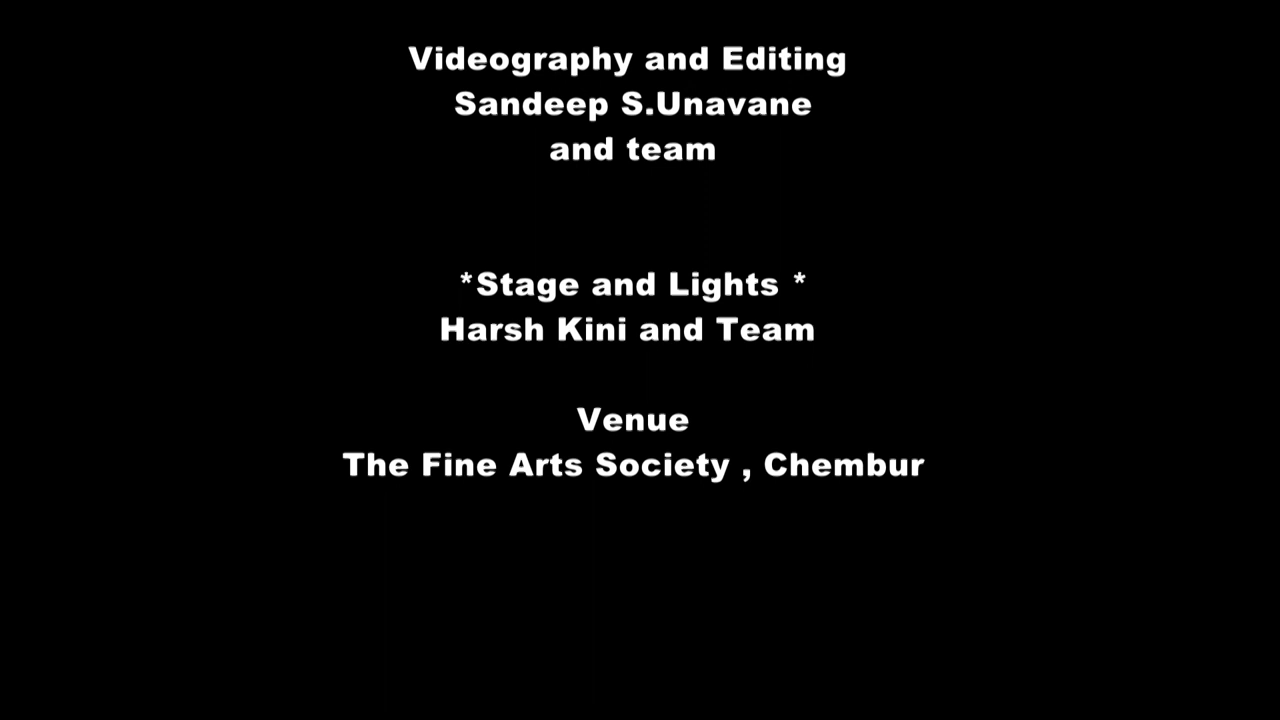 Videography and Editing
Sandeep S.Unavane
and team
*Stage and Lights *
Harsh Kini and Team
Venue
The Fine Arts Society , Chembur